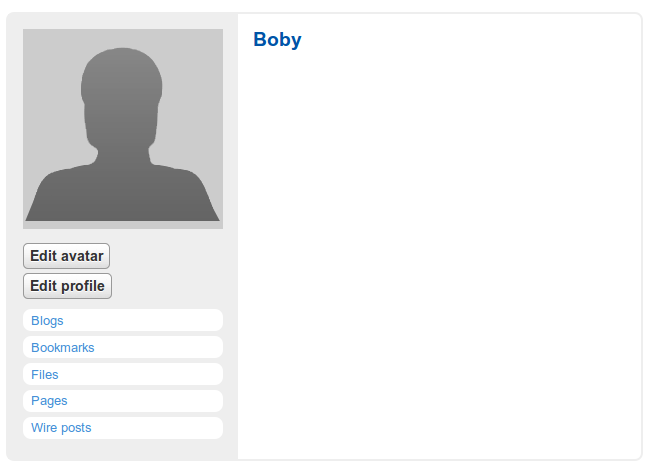 Boby
Edit avatar
Edit profile
Blogs
Bookmarks
Files
Pages
Wire posts